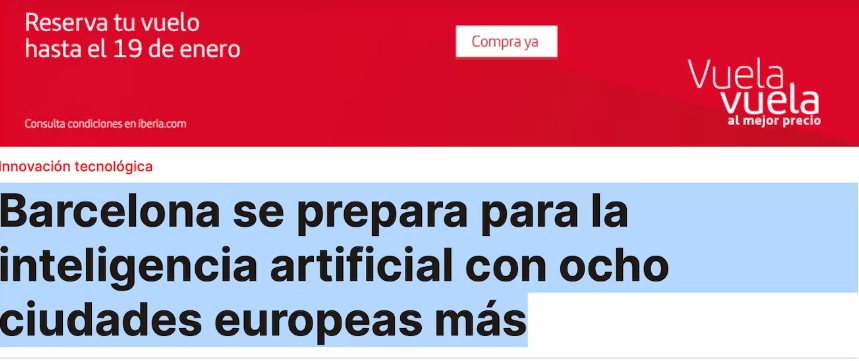 Reserva tu vuelo
hasta el 19 de enero
Compra ya
Vuela
vuela
al mejor precio
Consulta condiciones en iberia.com
Innovación tecnológica
Barcelona se prepara para la
inteligencia artificial con ocho
ciudades europeas más